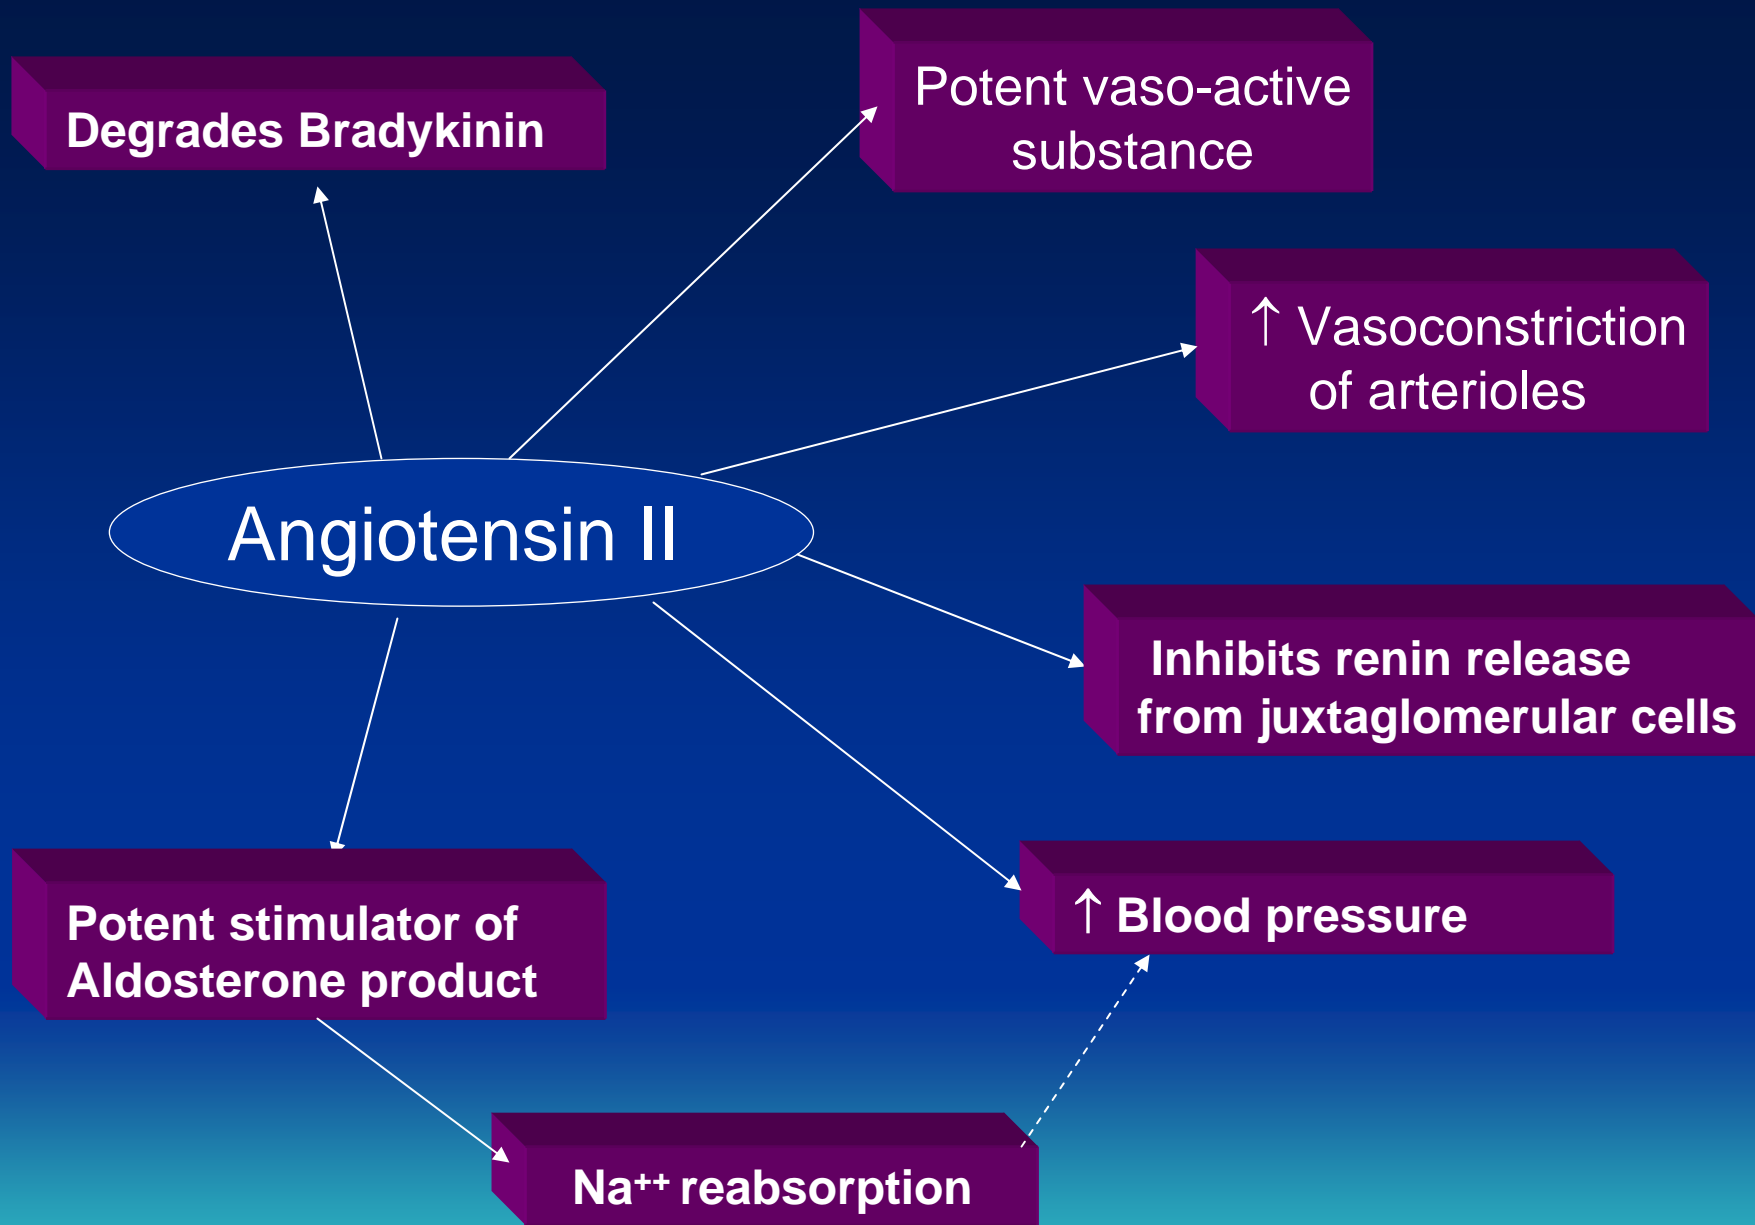 Degrades Bradykinin
Potent vaso-active
substance
↑ Vasoconstriction
of arterioles
Angiotensin II
Inhibits renin release
from juxtaglomerular cells
Potent stimulator of
Aldosterone product
↑ Blood pressure
Na⁺⁺ reabsorption